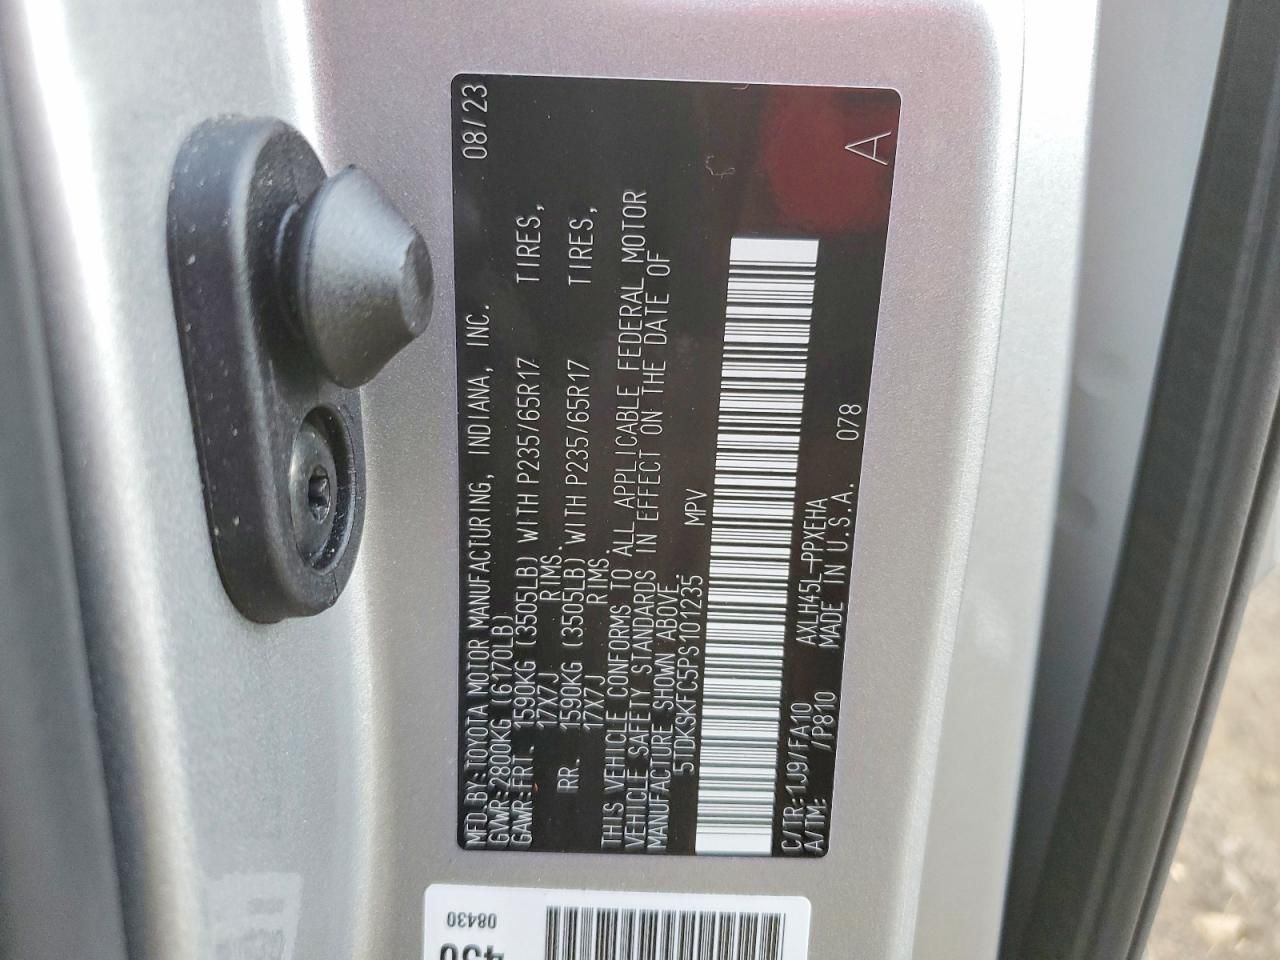 MFD.BY:TOYOTA MOTOR MANUFACTURING, INDIANA, INC. 08/23
GVWR:2800KG (6170LB)
GAWR:FRT. 1590KG (3505LB) WITH P235/65R17 TIRES,
17X7J RIMS.
RR. 1590KG (3505LB) WITH P235/65R17 TIRES,
17X7J RIMS.
THIS VEHICLE CONFORMS TO ALL APPLICABLE FEDERAL MOTOR
VEHICLE SAFETY STANDARDS IN EFFECT ON THE DATE OF
MANUFACTURE SHOWN ABOVE.
5TDKSKFC5PS101235 MPV
C/TR:1J9/FA10 AXLH45L-PPXEHA
A/TM: /P810 MADE IN U.S.A. 078 A
08430